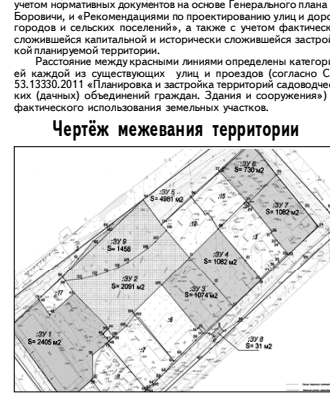 учетом нормативных документов на основе Генерального плана
Боровичи, и «Рекомендациями по проектированию улиц и доро
городов и сельских поселений», а также с учетом фактическ
сложившейся капитальной и исторически сложившейся застрой
кой планируемой территории.
Расстояние между красными линиями определены категори
ей каждой из существующих улиц и проездов (согласно С
53.13330.2011 «Планировка и застройка территорий садоводчес
ких (дачных) объединений граждан. Здания и сооружения»)
фактического использования земельных участков.
Чертёж межевания территории
:ЗУ 6
S= 730 м2
:ЗУ 5
S= 4981 м2
:ЗУ 7
S= 1082 м2
:ЗУ 9
S= 1458
:ЗУ 4
S= 1062 м2
:ЗУ 2
S= 2091 м2
:ЗУ 3
S= 1074 м2
:ЗУ 1
S= 2405 м2
:ЗУ 8
S= 31 м2